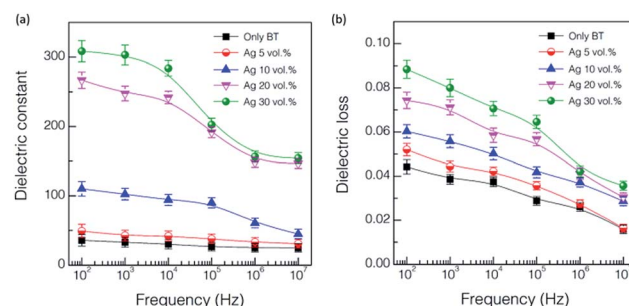 (a)
Dielectric constant
300
200
100
0
Only BT
Ag 5 vol.%
Ag 10 vol.%
Ag 20 vol.%
Ag 30 vol.%
10² 10³ 10⁴ 10⁵ 10⁶ 10⁷
Frequency (Hz)
(b)
Dielectric loss
0.10
0.08
0.06
0.04
0.02
0.00
Only BT
Ag 5 vol.%
Ag 10 vol.%
Ag 20 vol.%
Ag 30 vol.%
10² 10³ 10⁴ 10⁵ 10⁶ 10
Frequency (Hz)